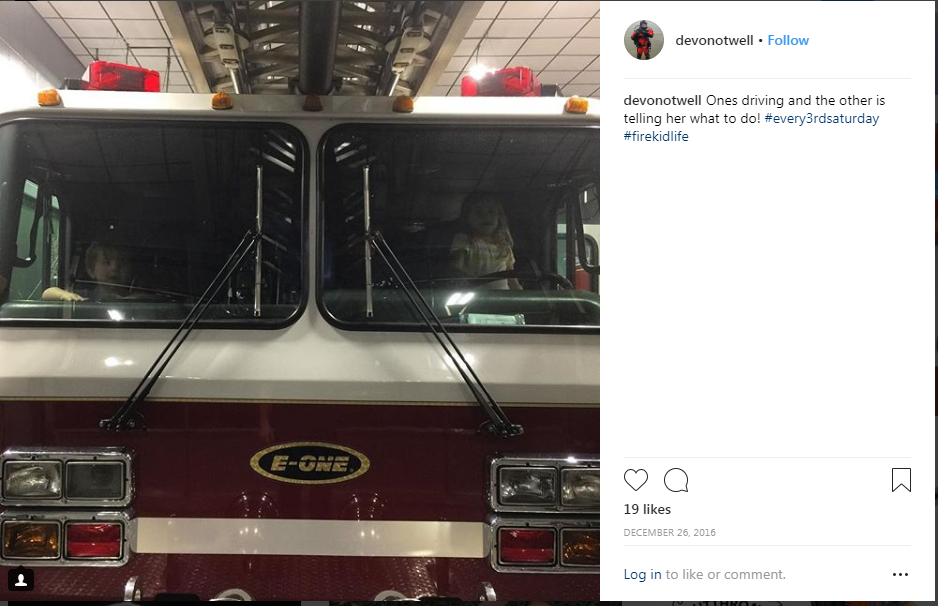 devonotwell • Follow
devonotwell Ones driving and the other is
telling her what to do! #every3rdsaturday
#firekidlife
E-ONE
19 likes
DECEMBER 26, 2016
Log in to like or comment.